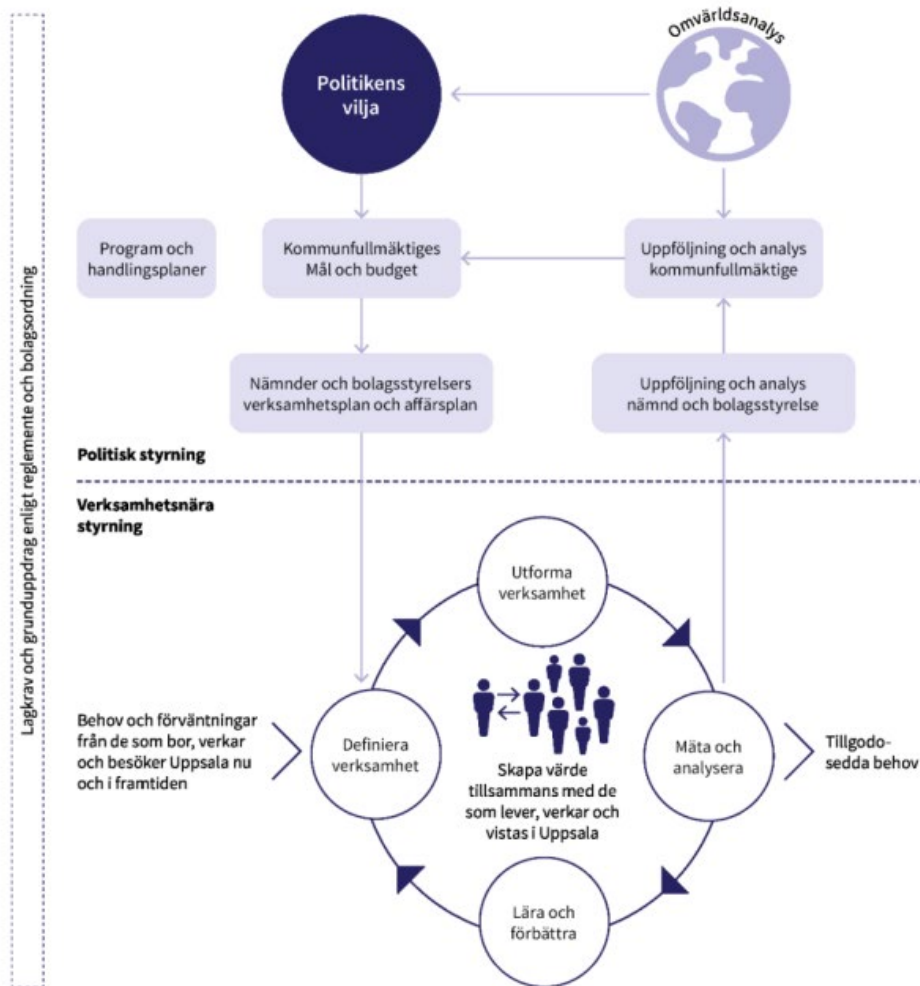 Omvärldsanalys
Politikens
vilja
Lagkrav och grunduppdrag enligt reglemente och bolagsordning
Program och
handlingsplaner
Kommunfullmäktiges
Mål och budget
Uppföljning och analys
kommunfullmäktige
Nämnder och bolagsstyrelsers
verksamhetsplan och affärsplan
Uppföljning och analys
nämnd och bolagsstyrelse
Politisk styrning
Verksamhetsnära
styrning
Utforma
verksamhet
Behov och förväntningar
från de som bor, verkar
och besöker Uppsala nu
och i framtiden
Definiera
verksamhet
Skapa värde
tillsammans med de
som lever, verkar och
vistas i Uppsala
Mäta och
analysera
Tillgodo-
sedda behov
Lära och
förbättra